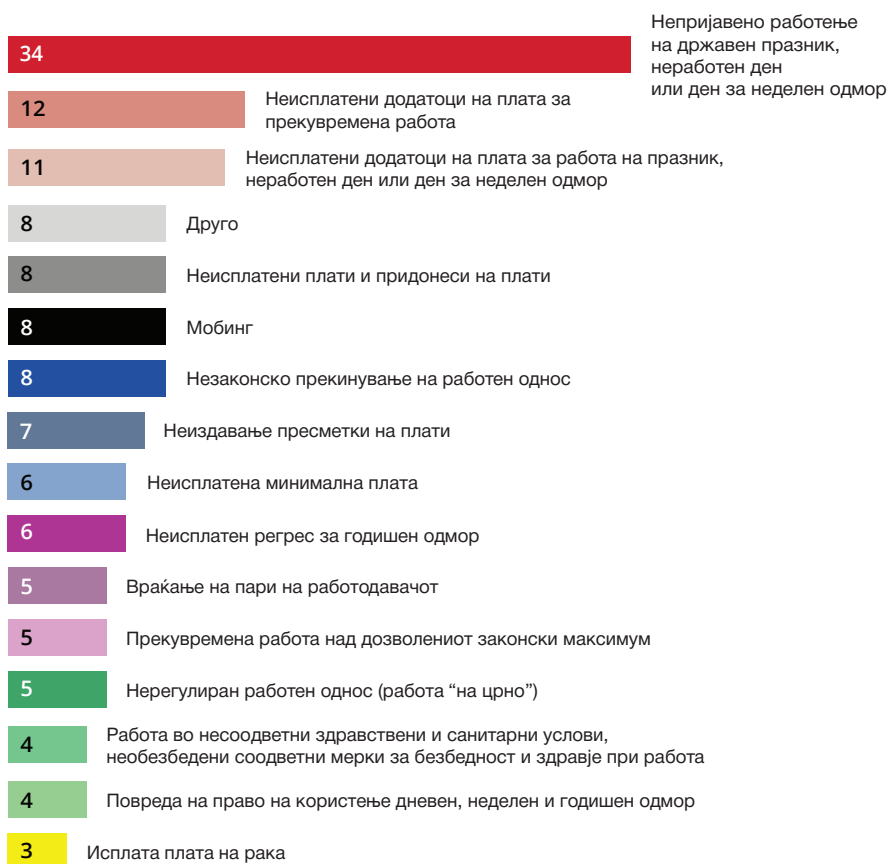 34
Непријавено работење
на државен празник,
неработен ден
или ден за неделен одмор
12
Неисплатени додатоци на плата за
прекувремена работа
11
Неисплатени додатоци на плата за работа на празник,
неработен ден или ден за неделен одмор
8
Друго
8
Неисплатени плати и придонеси на плати
8
Мобинг
8
Незаконско прекинување на работен однос
7
Неиздавање пресметки на плати
6
Неисплатена минимална плата
6
Неисплатен регрес за годишен одмор
5
Враќање на пари на работодавачот
5
Прекувремена работа над дозволениот законски максимум
5
Нерегулиран работен однос (работа “на црно”)
4
Работа во несоодветни здравствени и санитарни услови,
необезбедени соодветни мерки за безбедност и здравје при работа
4
Повреда на право на користење дневен, неделен и годишен одмор
3
Исплата плата на рака